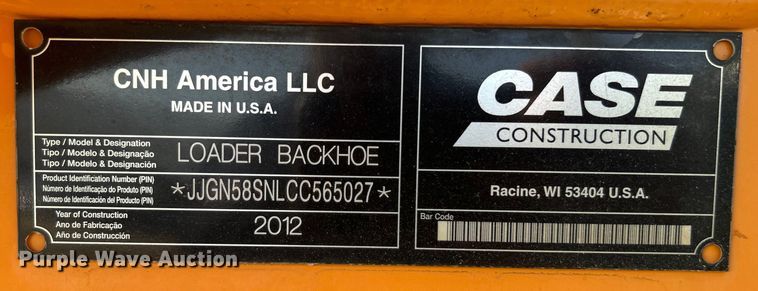 CNH America LLC
MADE IN U.S.A.
Type / Model & Designation
Tipo / Modelo & Designação
Tipo / Modelo & Designación
LOADER BACKHOE
Product Identification Number (PIN)
Número de Identificação do Produto (PIN)
Número de Identificación del Producto (PIN)
*JJGN58SNLCC565027*
Year of Construction
Ano de Fabricação
Año de Construcción
2012
CASE
CONSTRUCTION
Racine, WI 53404 U.S.A.
Bar Code
Purple Wave Auction